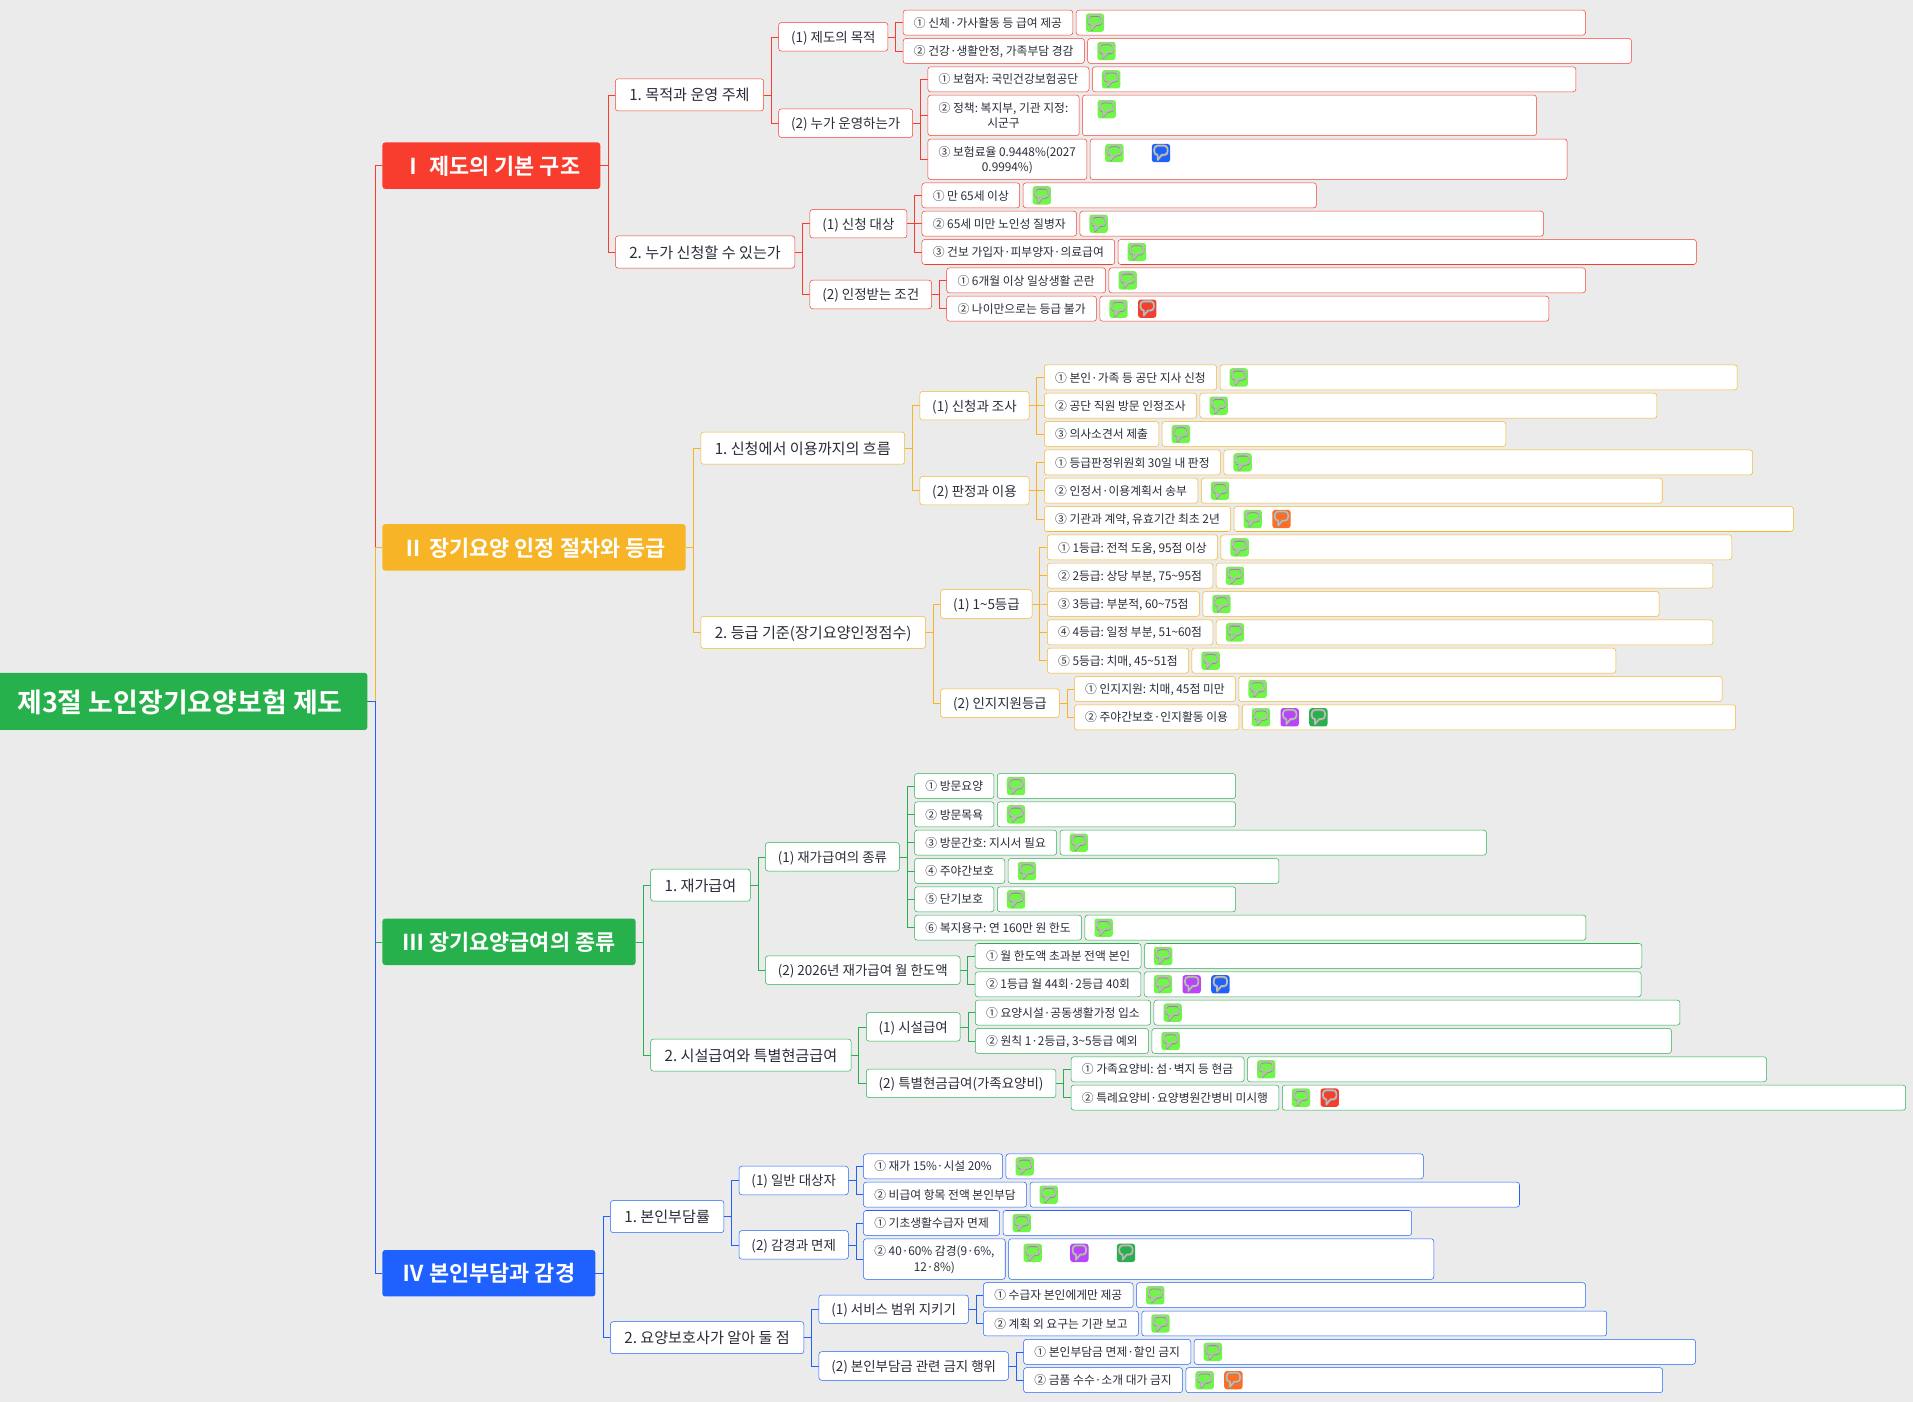 제3절 노인장기요양보험 제도
Ⅰ 제도의 기본 구조
1. 목적과 운영 주체
(1) 제도의 목적
① 신체·가사활동 등 급여 제공
② 건강·생활안정, 가족부담 경감
(2) 누가 운영하는가
① 보험자: 국민건강보험공단
② 정책: 복지부, 기관 지정:
시군구
③ 보험료율 0.9448%(2027
0.9994%)
2. 누가 신청할 수 있는가
(1) 신청 대상
① 만 65세 이상
② 65세 미만 노인성 질병자
③ 건보 가입자·피부양자·의료급여
(2) 인정받는 조건
① 6개월 이상 일상생활 곤란
② 나이만으로는 등급 불가
II 장기요양 인정 절차와 등급
1. 신청에서 이용까지의 흐름
(1) 신청과 조사
① 본인·가족 등 공단 지사 신청
② 공단 직원 방문 인정조사
③ 의사소견서 제출
(2) 판정과 이용
① 등급판정위원회 30일 내 판정
② 인정서·이용계획서 송부
③ 기관과 계약, 유효기간 최초 2년
2. 등급 기준(장기요양인정점수)
(1) 1~5등급
① 1등급: 전적 도움, 95점 이상
② 2등급: 상당 부분, 75~95점
③ 3등급: 부분적, 60~75점
④ 4등급: 일정 부분, 51~60점
⑤ 5등급: 치매, 45~51점
(2) 인지지원등급
① 인지지원: 치매, 45점 미만
② 주야간보호·인지활동 이용
III 장기요양급여의 종류
1. 재가급여
(1) 재가급여의 종류
① 방문요양
② 방문목욕
③ 방문간호: 지시서 필요
④ 주야간보호
⑤ 단기보호
⑥ 복지용구: 연 160만 원 한도
(2) 2026년 재가급여 월 한도액
① 월 한도액 초과분 전액 본인
② 1등급 월 44회·2등급 40회
2. 시설급여와 특별현금급여
(1) 시설급여
① 요양시설·공동생활가정 입소
② 원칙 1·2등급, 3~5등급 예외
(2) 특별현금급여(가족요양비)
① 가족요양비: 섬·벽지 등 현금
② 특례요양비·요양병원간병비 미시행
IV 본인부담과 감경
1. 본인부담률
(1) 일반 대상자
① 재가 15%·시설 20%
② 비급여 항목 전액 본인부담
(2) 감경과 면제
① 기초생활수급자 면제
② 40·60% 감경(9·6%,
12·8%)
2. 요양보호사가 알아 둘 점
(1) 서비스 범위 지키기
① 수급자 본인에게만 제공
② 계획 외 요구는 기관 보고
(2) 본인부담금 관련 금지 행위
① 본인부담금 면제·할인 금지
② 금품 수수·소개 대가 금지